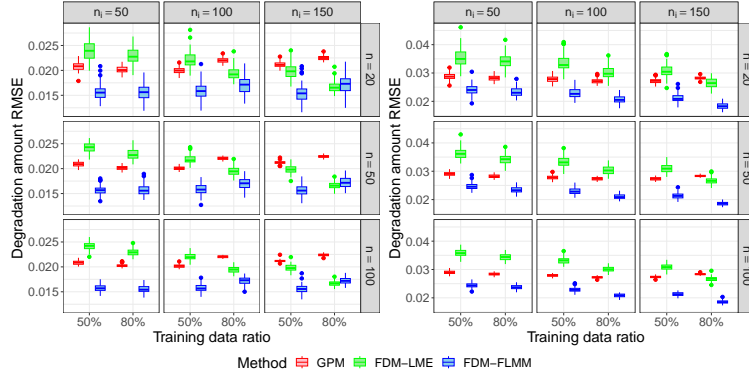 nᵢ = 50 nᵢ = 100 nᵢ = 150
nᵢ = 50 nᵢ = 100 nᵢ = 150
Degradation amount RMSE
0.025
0.020
0.015
n = 20
0.025
0.020
0.015
n = 50
0.025
0.020
0.015
n = 100
50% 80% 50% 80% 50% 80%
Training data ratio
Degradation amount RMSE
0.04
0.03
0.02
n = 20
0.04
0.03
0.02
n = 50
0.04
0.03
0.02
n = 100
50% 80% 50% 80% 50% 80%
Training data ratio
Method GPM FDM−LME FDM−FLMM